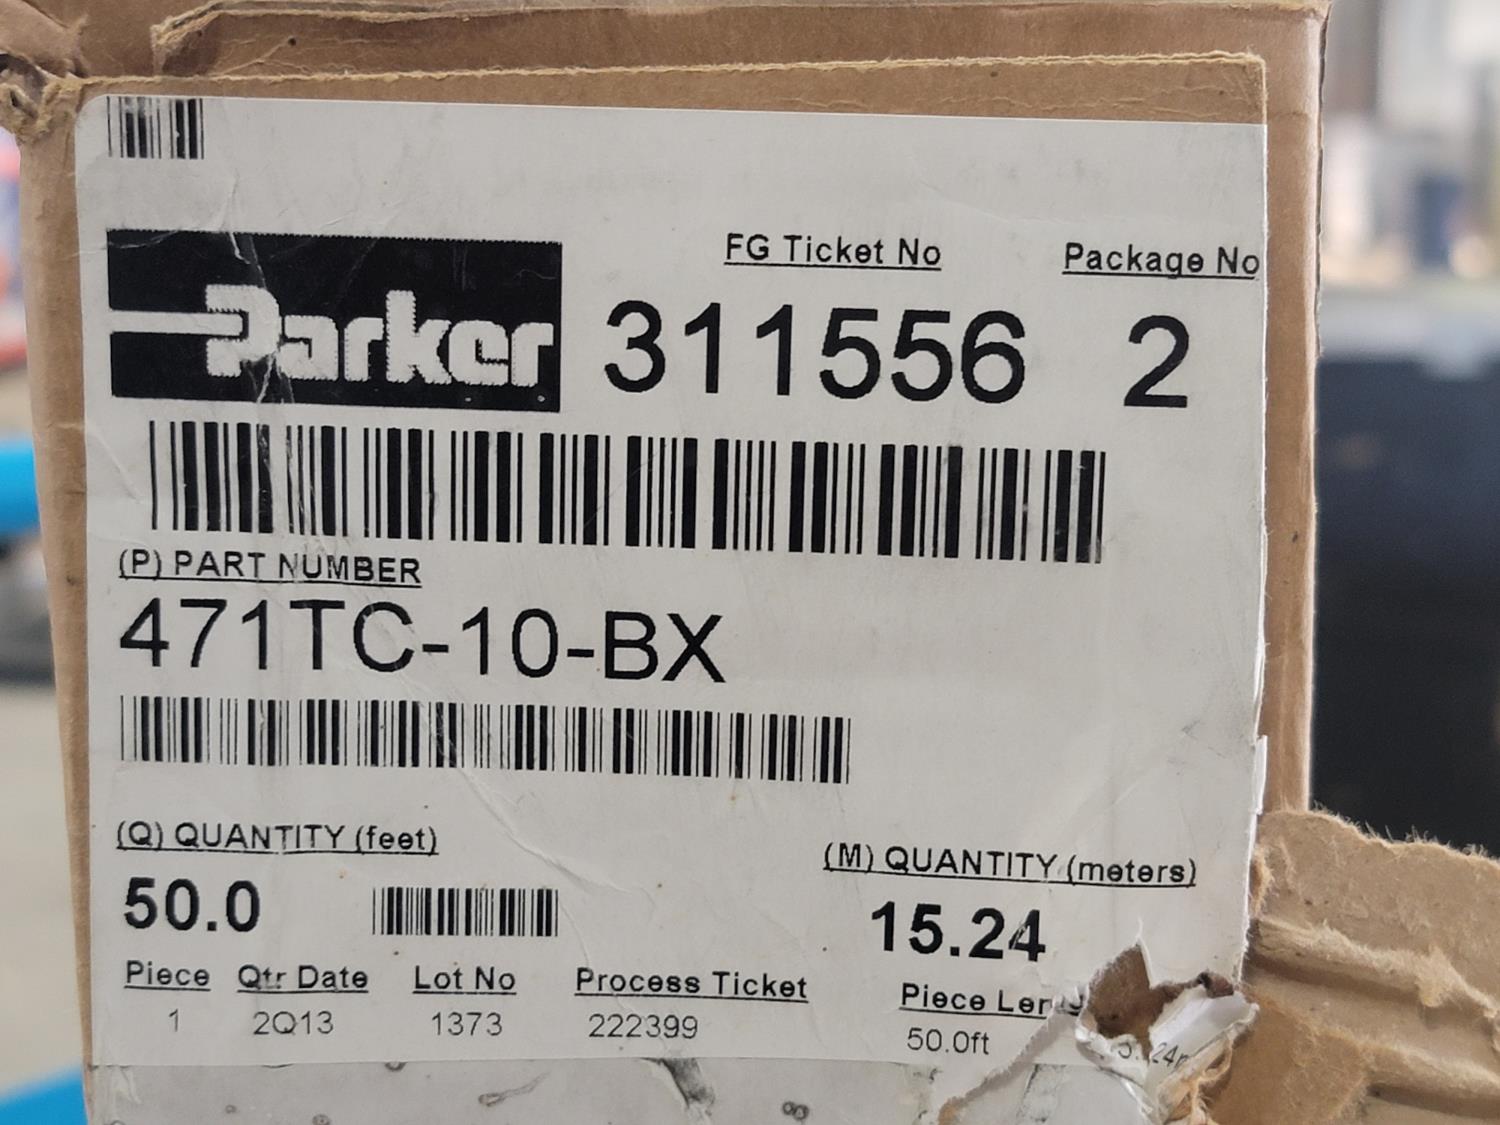 FG Ticket No Package No
Parker 311556 2
(P) PART NUMBER
471TC-10-BX
(Q) QUANTITY (feet) (M) QUANTITY (meters)
50.0 15.24
Piece Qtr Date Lot No Process Ticket Piece
1 2Q13 1373 222399 50.0ft